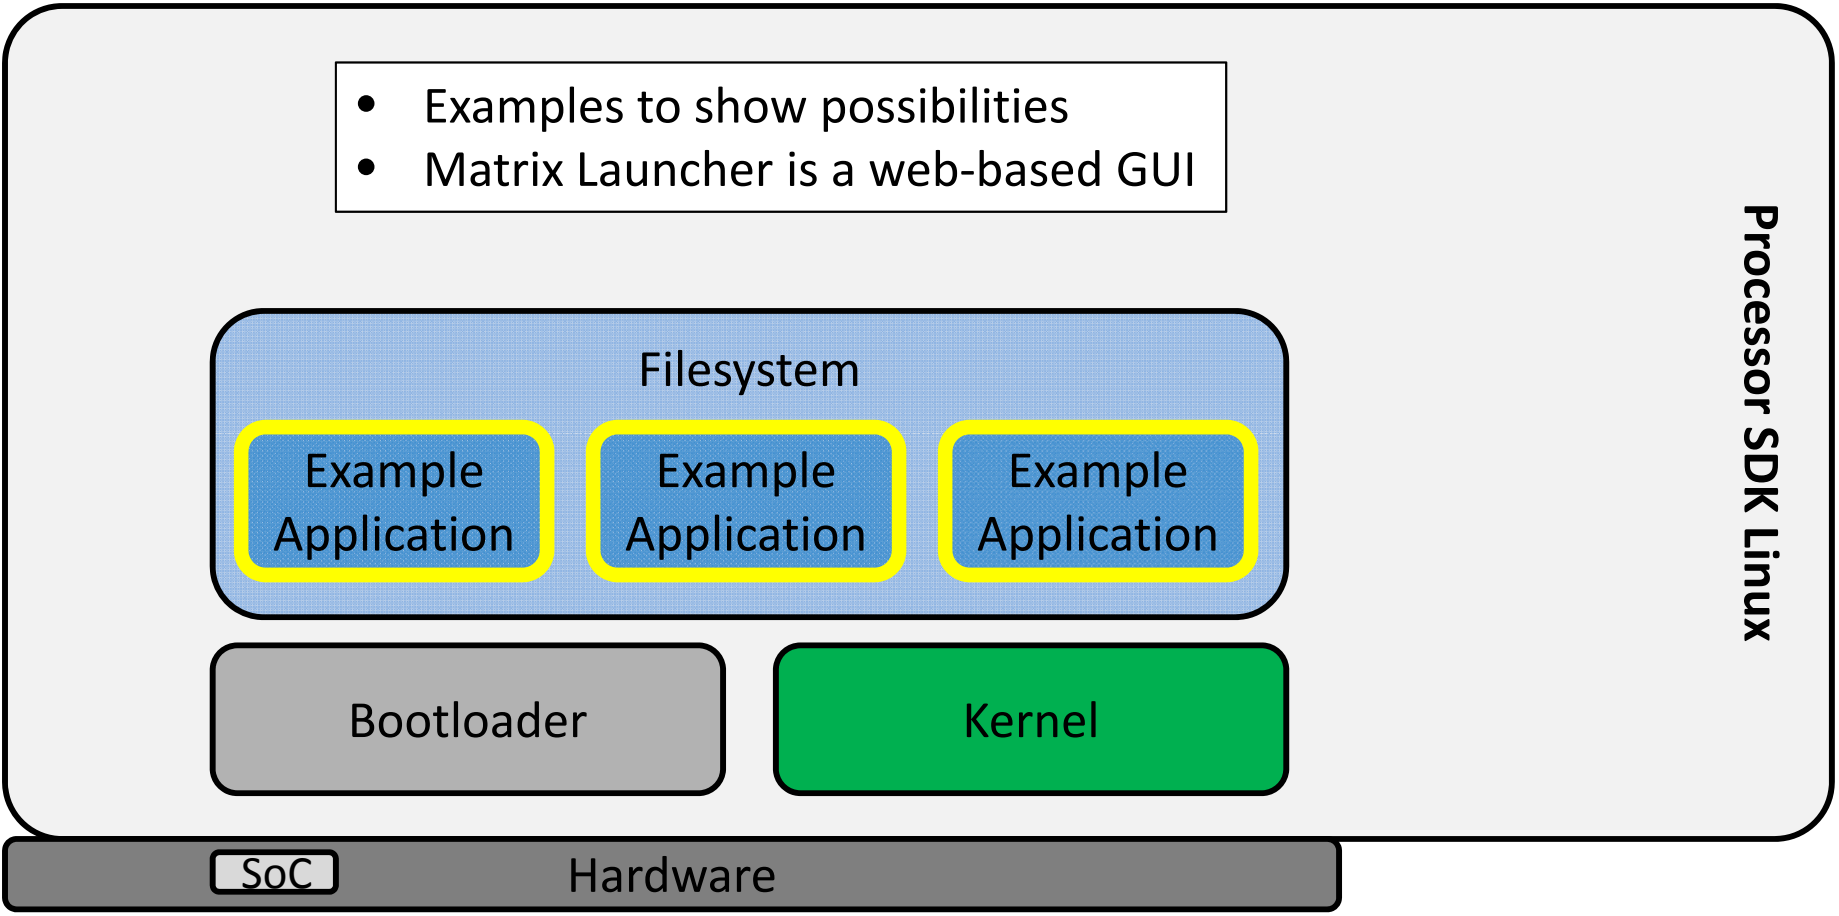 • Examples to show possibilities
• Matrix Launcher is a web-based GUI
Processor SDK Linux
Filesystem
Example
Application
Example
Application
Example
Application
Bootloader
Kernel
SoC
Hardware